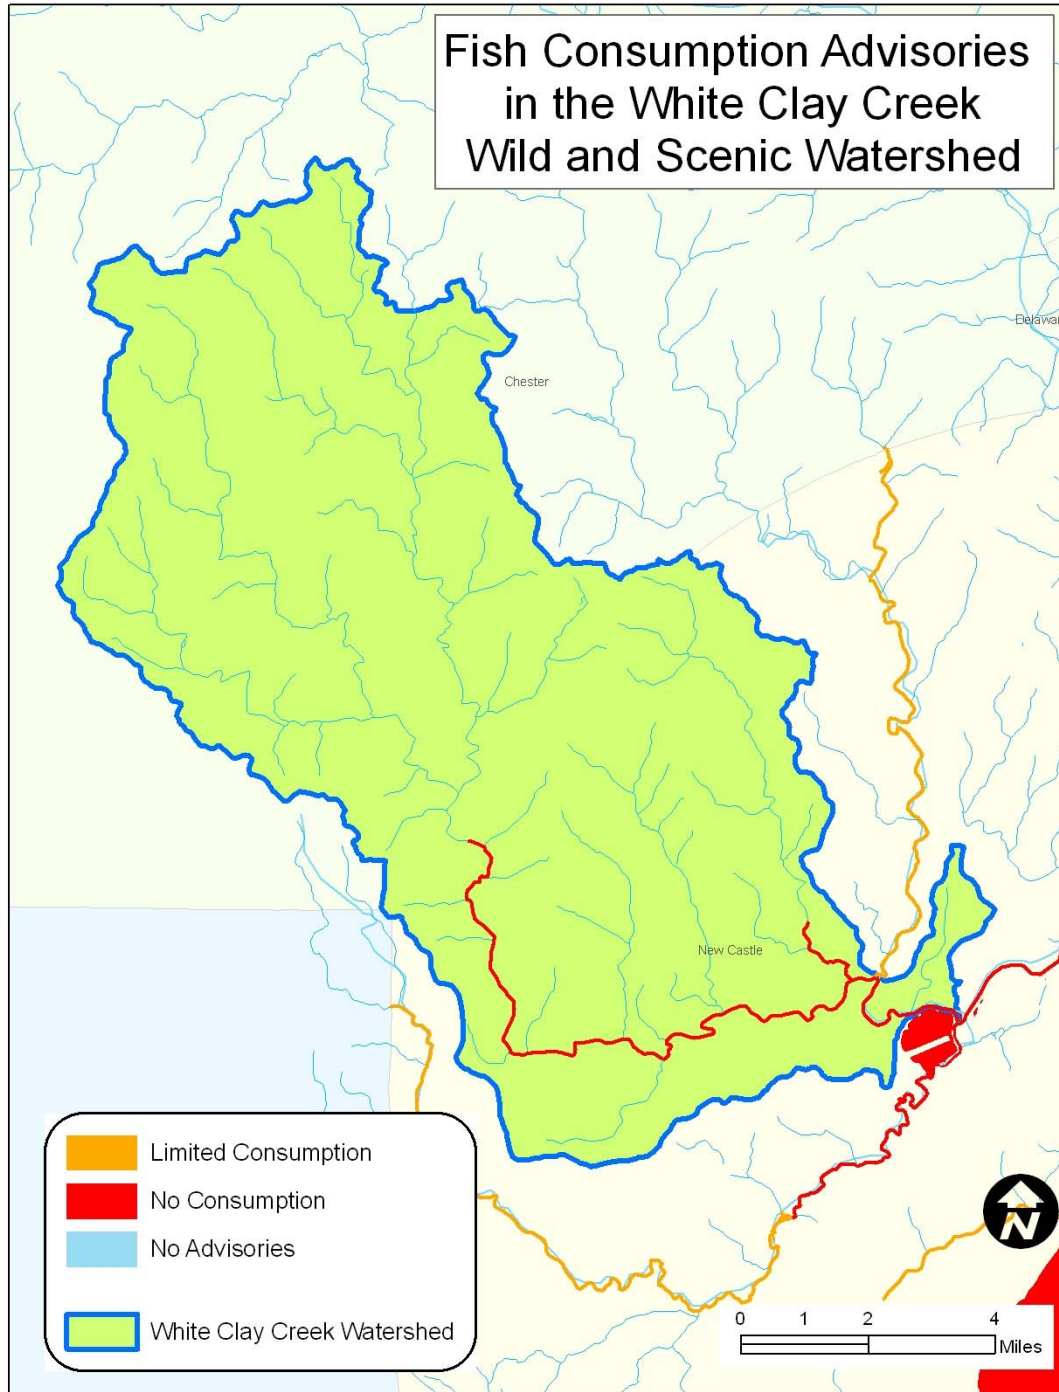 Fish Consumption Advisories
in the White Clay Creek
Wild and Scenic Watershed
Delawar
Chester
New Castle
Limited Consumption
No Consumption
No Advisories
White Clay Creek Watershed
N
0 1 2 4
Miles